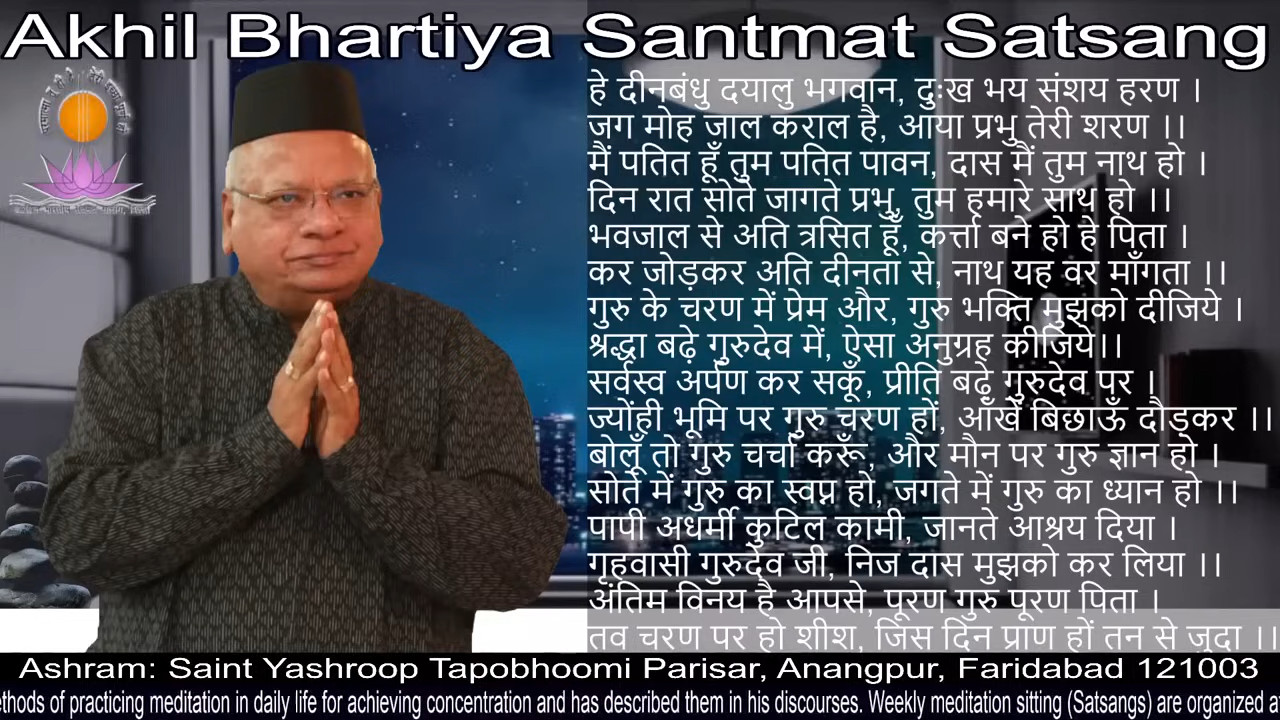 Akhil Bhartiya Santmat Satsang
हे दीनबंधु दयालु भगवान, दुःख भय संशय हरण ।
जग मोह जाल कराल है, आया प्रभु तेरी शरण ।।
मैं पतित हूँ तुम पतित पावन, दास मैं तुम नाथ हो ।
दिन रात सोते जागते प्रभु, तुम हमारे साथ हो ।।
भवजाल से अति त्रसित हूँ, कर्त्ता बने हो हे पिता ।
कर जोड़कर अति दीनता से, नाथ यह वर माँगता ।।
गुरु के चरण में प्रेम और, गुरु भक्ति मुझको दीजिये ।
श्रद्धा बढ़े गुरुदेव में, ऐसा अनुग्रह कीजिये।।
सर्वस्व अर्पण कर सकूँ, प्रीति बढ़े गुरुदेव पर ।
ज्योंही भूमि पर गुरु चरण हों, आँखें बिछाऊँ दौड़कर ।।
बोलूँ तो गुरु चर्चा करूँ, और मौन पर गुरु ज्ञान हो ।
सोते में गुरु का स्वप्न हो, जगते में गुरु का ध्यान हो ।।
पापी अधर्मी कुटिल कामी, जानते आश्रय दिया ।
गृहवासी गुरुदेव जी, निज दास मुझको कर लिया ।।
अंतिम विनय है आपसे, पूरण गुरु पूरण पिता ।
तव चरण पर हो शीश, जिस दिन प्राण हों तन से जुदा ।।
Ashram: Saint Yashroop Tapobhoomi Parisar, Anangpur, Faridabad 121003
ethods of practicing meditation in daily life for achieving concentration and has described them in his discourses. Weekly meditation sitting (Satsangs) are organized a